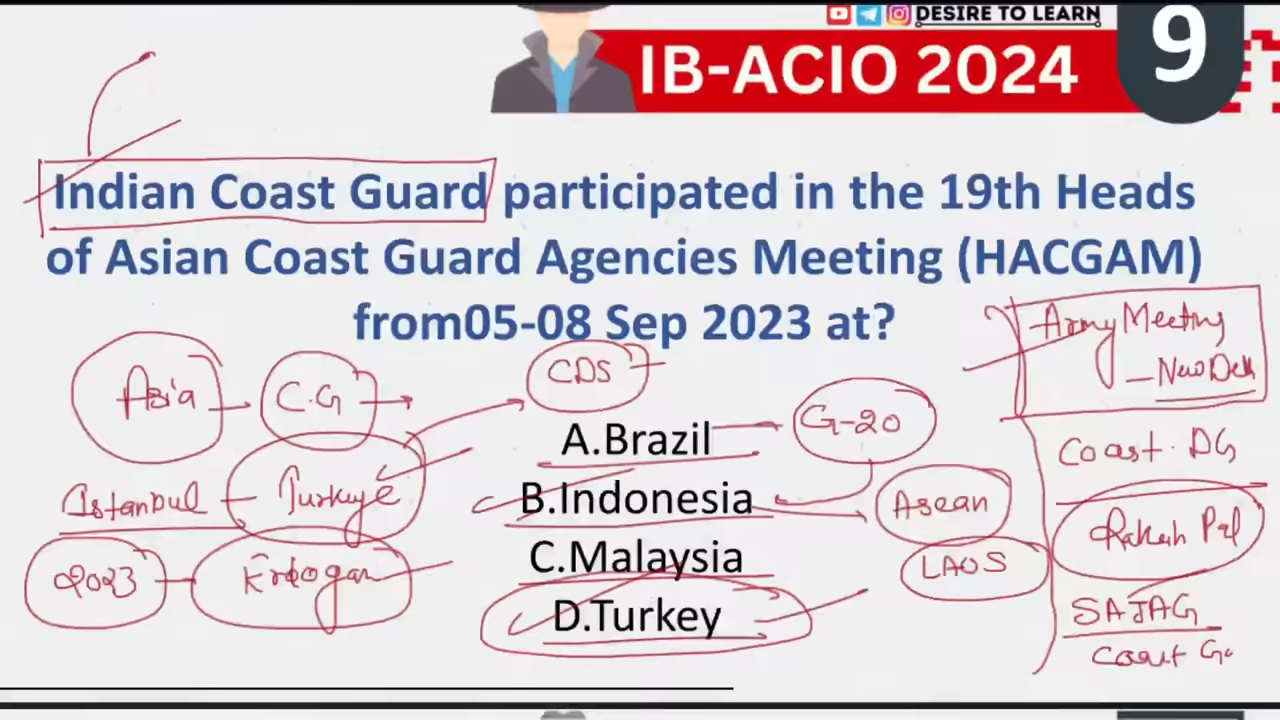 DESIRE TO LEARN
IB-ACIO 2024
9
Indian Coast Guard participated in the 19th Heads
of Asian Coast Guard Agencies Meeting (HACGAM)
from05-08 Sep 2023 at?
Army Meeting
- New Delh
Asia
C.G
CDS
A.Brazil
G-20
Coast. DG
Istanbul - Turkiyé
B.Indonesia
Asean
Rakesh Pal
2023 - Erdogan
C.Malaysia
LAOS
D.Turkey
SAJAG
Coast Gu